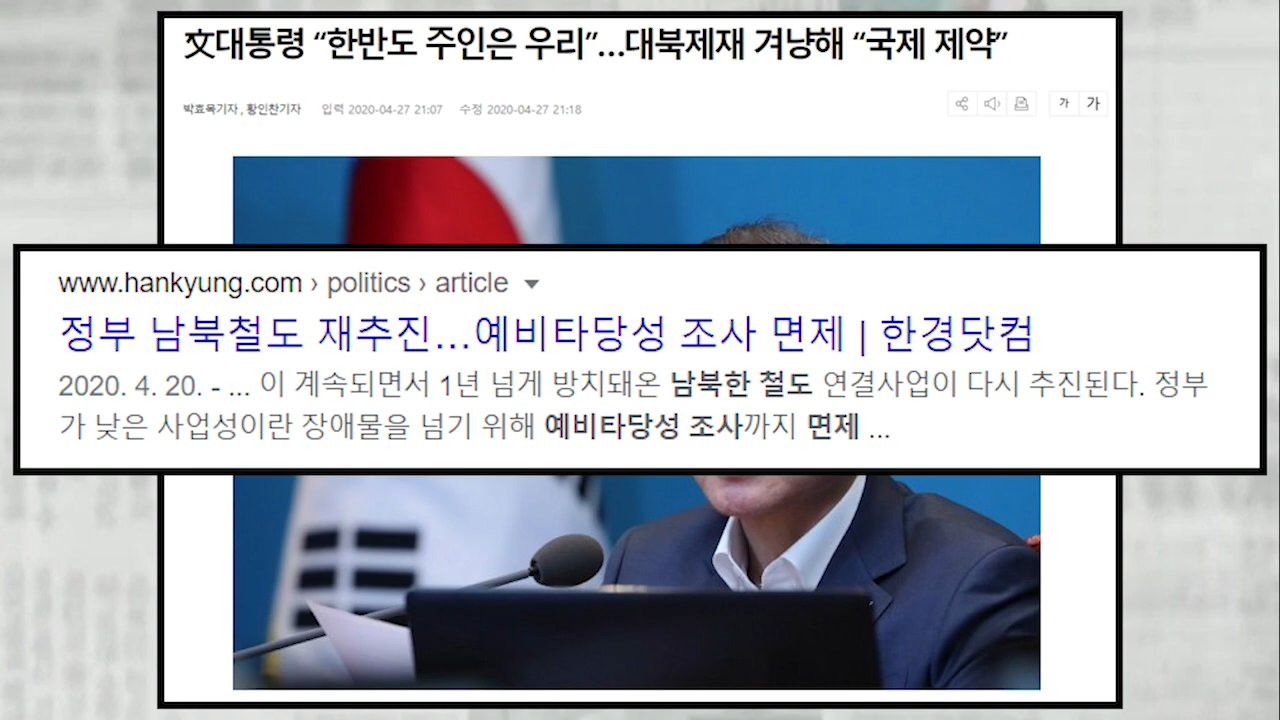 文대통령 “한반도 주인은 우리”...대북제재 겨냥해 “국제 제약”
박효목기자 , 황인찬기자 입력 2020-04-27 21:07 수정 2020-04-27 21:18
가 가
www.hankyung.com › politics › article
정부 남북철도 재추진...예비타당성 조사 면제 | 한경닷컴
2020. 4. 20. - ... 이 계속되면서 1년 넘게 방치돼온 남북한 철도 연결사업이 다시 추진된다. 정부
가 낮은 사업성이란 장애물을 넘기 위해 예비타당성 조사까지 면제 ...